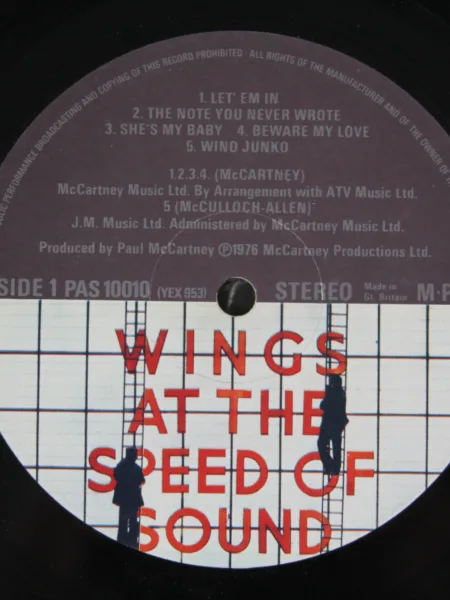 PERFORMANCE BROADCASTING AND COPYING OF THIS RECORD PROHIBITED · ALL RIGHTS OF THE MANUFACTURER AND OF THE OWNER OF
1. LET' EM IN
2. THE NOTE YOU NEVER WROTE
3. SHE'S MY BABY 4. BEWARE MY LOVE
5. WINO JUNKO
1.2.3.4. (McCARTNEY)
McCartney Music Ltd. By Arrangement with ATV Music Ltd.
5 (McCULLOCH-ALLEN)
J.M. Music Ltd. Administered by McCartney Music Ltd.
Produced by Paul McCartney ℗1976 McCartney Productions Ltd.
SIDE 1 PAS 10010 (YEX 953) STEREO Made in Gt. Britain M·P
WINGS
AT THE
SPEED OF
SOUND